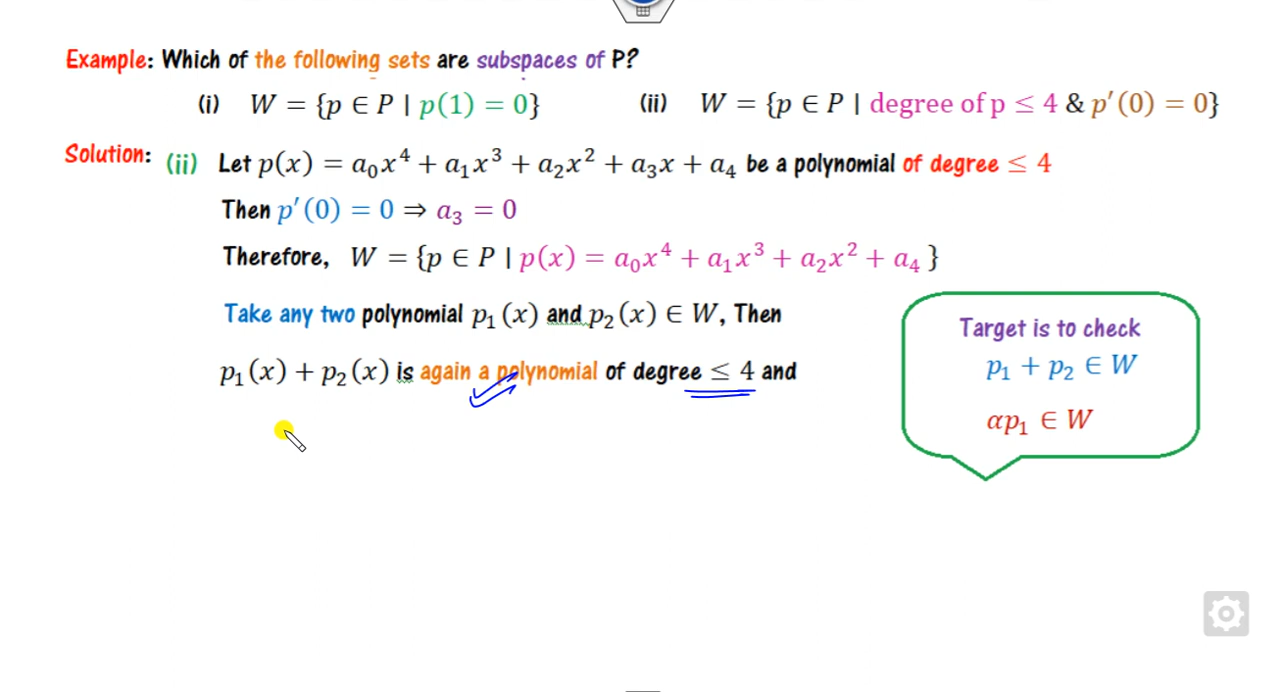 Example: Which of the following sets are subspaces of P?
(i) W = {p ∈ P | p(1) = 0} (ii) W = {p ∈ P | degree of p ≤ 4 & p′(0) = 0}
Solution: (ii) Let p(x) = a₀x⁴ + a₁x³ + a₂x² + a₃x + a₄ be a polynomial of degree ≤ 4
Then p′(0) = 0 ⇒ a₃ = 0
Therefore, W = {p ∈ P | p(x) = a₀x⁴ + a₁x³ + a₂x² + a₄ }
Take any two polynomial p₁(x) and p₂(x) ∈ W, Then
p₁(x) + p₂(x) is again a polynomial of degree ≤ 4 and
Target is to check
p₁ + p₂ ∈ W
αp₁ ∈ W